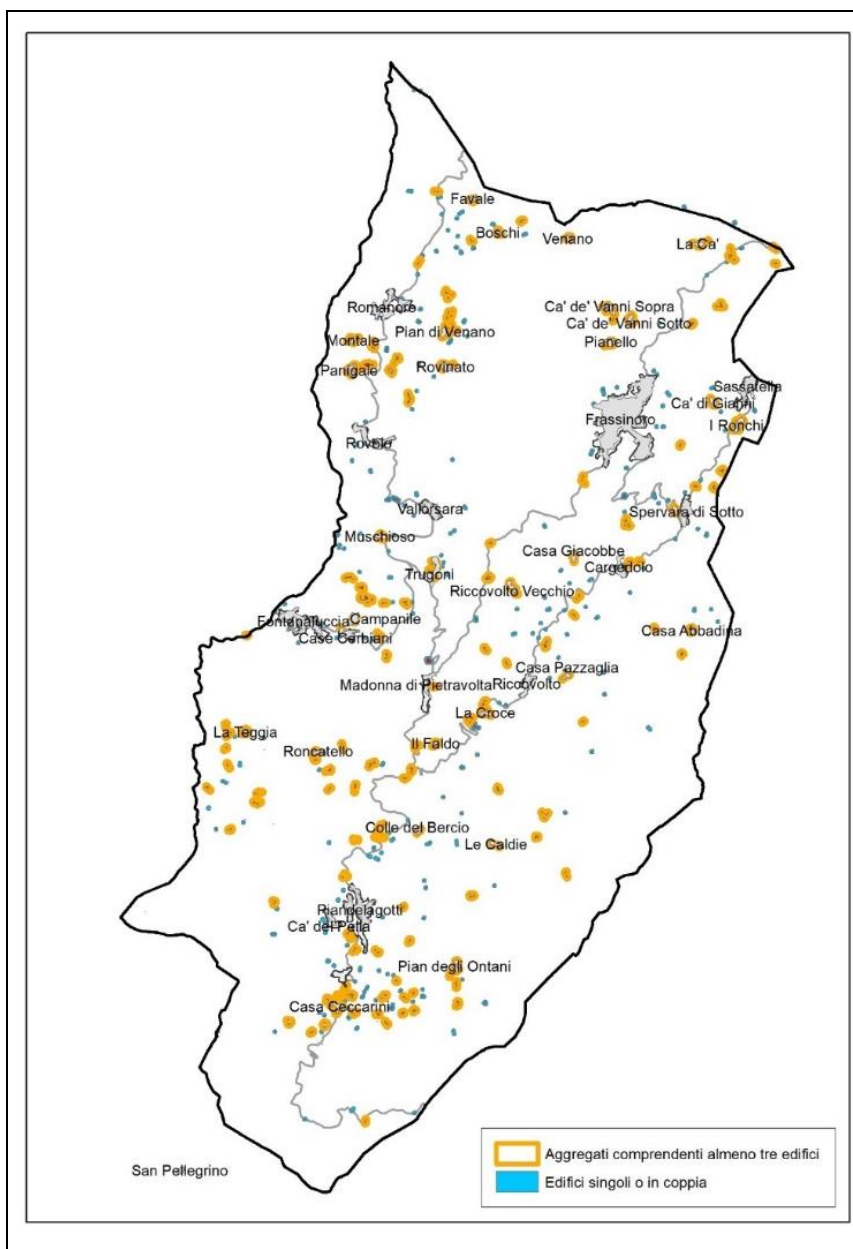 Favale
Boschi
Venano
La Ca'
Romanoro
Ca' de' Vanni Sopra
Pian di Venano
Ca' de' Vanni Sotto
Montale
Pianello
Panigale
Rovinato
Sassatella
Ca' di Gianni
Frassinoro
I Ronchi
Rovolo
Valforsara
Spervara di Sotto
Muschioso
Casa Giacobbe
Cargedolo
Trugoni
Riccovolto Vecchio
Fontanaluccia
Campanile
Case Cerbiani
Casa Abbadina
Casa Pazzaglia
Madonna di Pietravolta
Riccovolto
La Croce
La Teggia
Il Faldo
Roncatello
Colle del Bercio
Le Caldie
Piandelagotti
Ca' del Pella
Pian degli Ontani
Casa Ceccarini
San Pellegrino
Aggregati comprendenti almeno tre edifici
Edifici singoli o in coppia